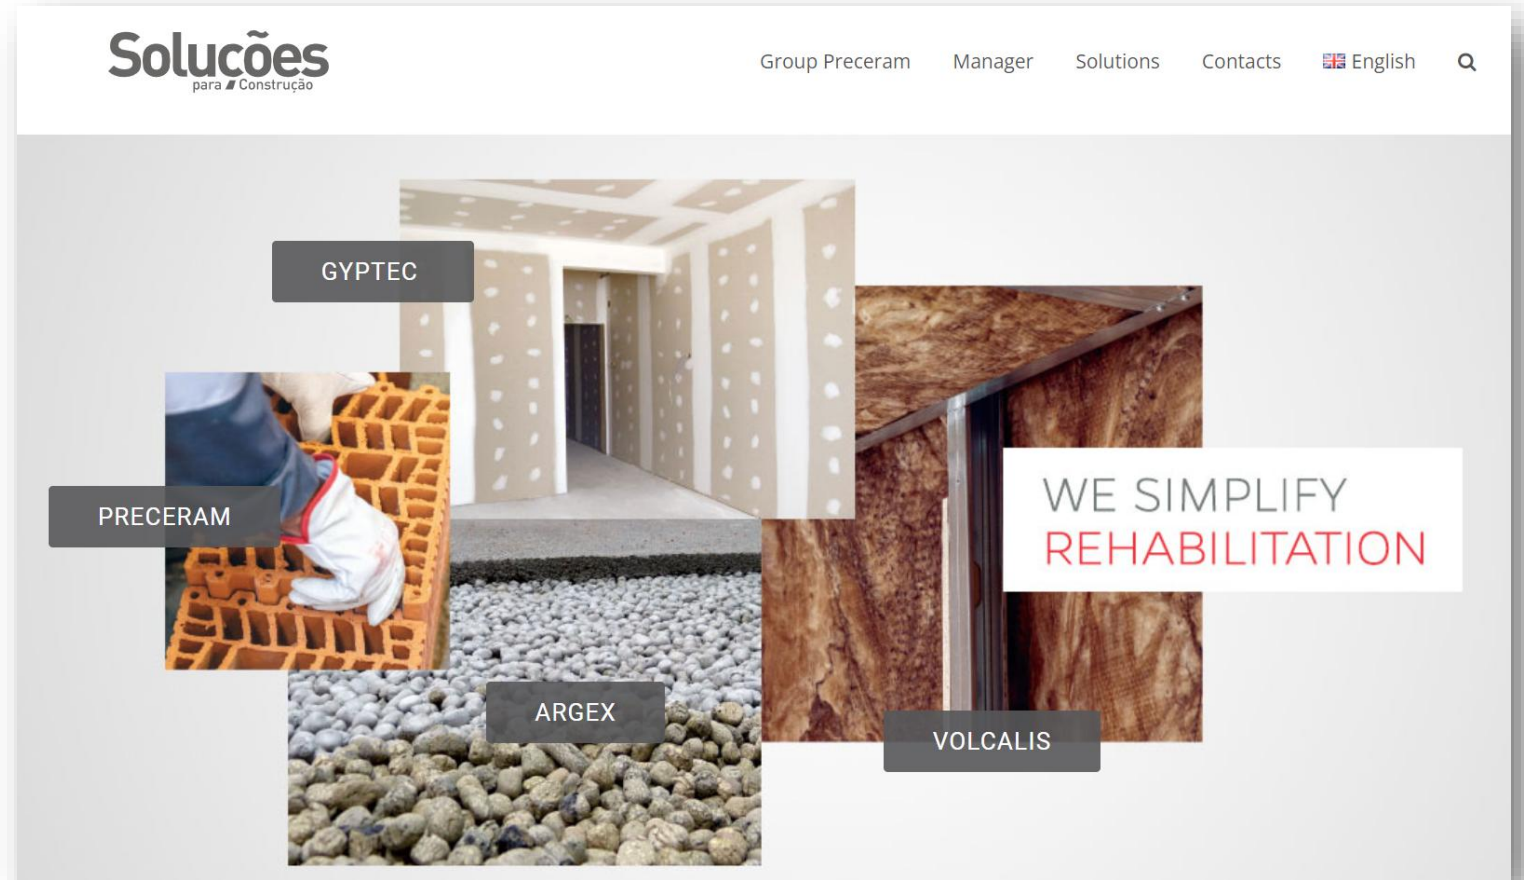 Solucões
para Construção
Group Preceram Manager Solutions Contacts English
GYPTEC
PRECERAM
WE SIMPLIFY
REHABILITATION
ARGEX
VOLCALIS